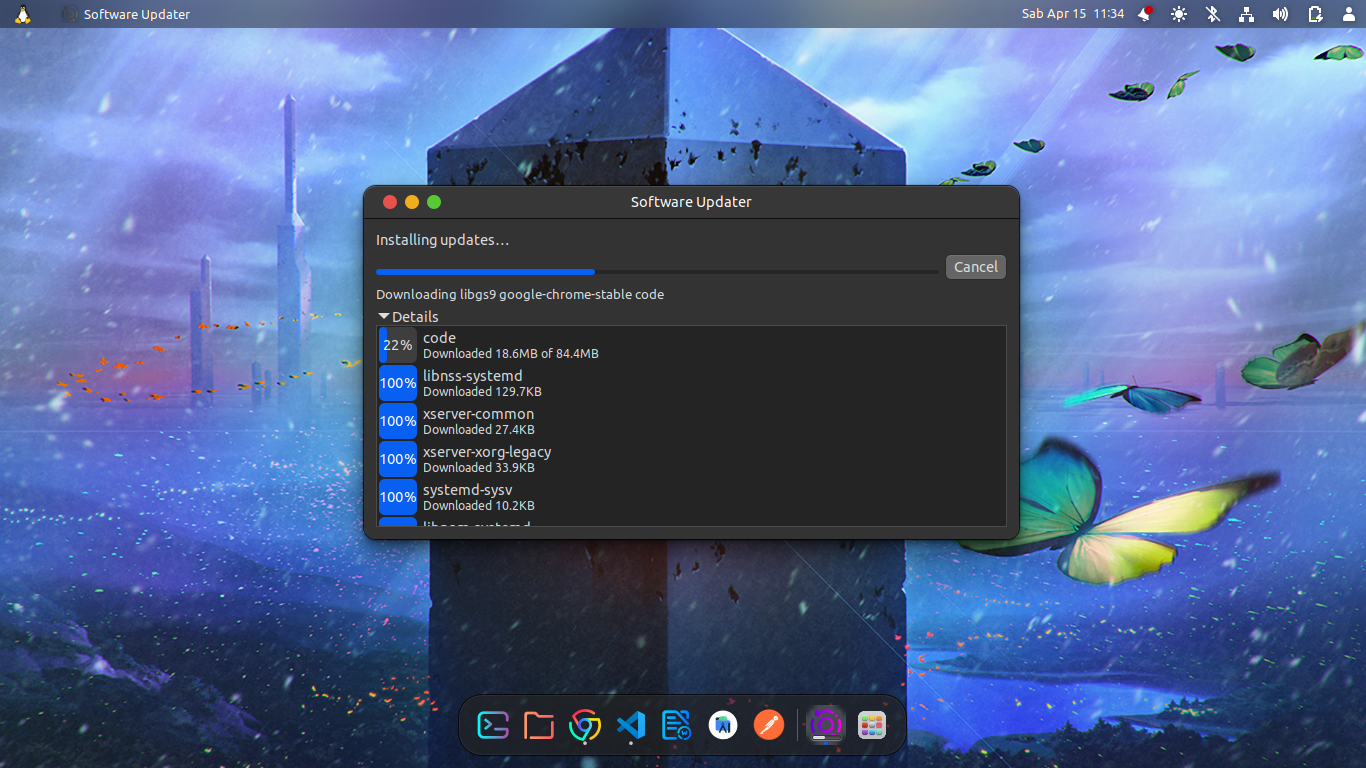 Software Updater
Sab Apr 15 11:34
Software Updater
Installing updates…
Cancel
Downloading libgs9 google-chrome-stable code
Details
22%
code
Downloaded 18.6MB of 84.4MB
100%
libnss-systemd
Downloaded 129.7KB
100%
xserver-common
Downloaded 27.4KB
100%
xserver-xorg-legacy
Downloaded 33.9KB
100%
systemd-sysv
Downloaded 10.2KB